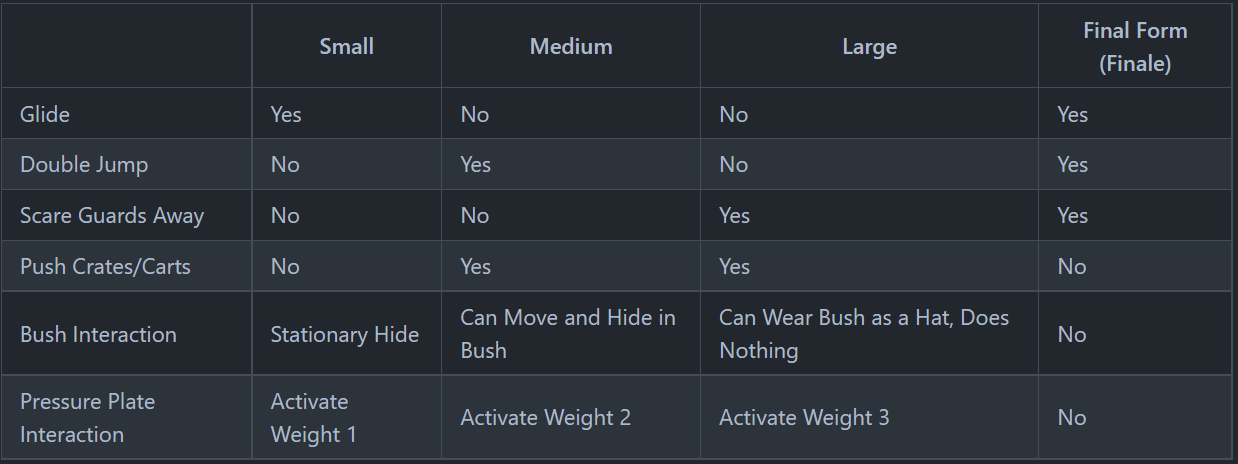 Small Medium Large Final Form
(Finale)
Glide Yes No No Yes
Double Jump No Yes No Yes
Scare Guards Away No No Yes Yes
Push Crates/Carts No Yes Yes No
Bush Interaction Stationary Hide Can Move and Hide in
Bush Can Wear Bush as a Hat, Does
Nothing No
Pressure Plate
Interaction Activate
Weight 1 Activate Weight 2 Activate Weight 3 No